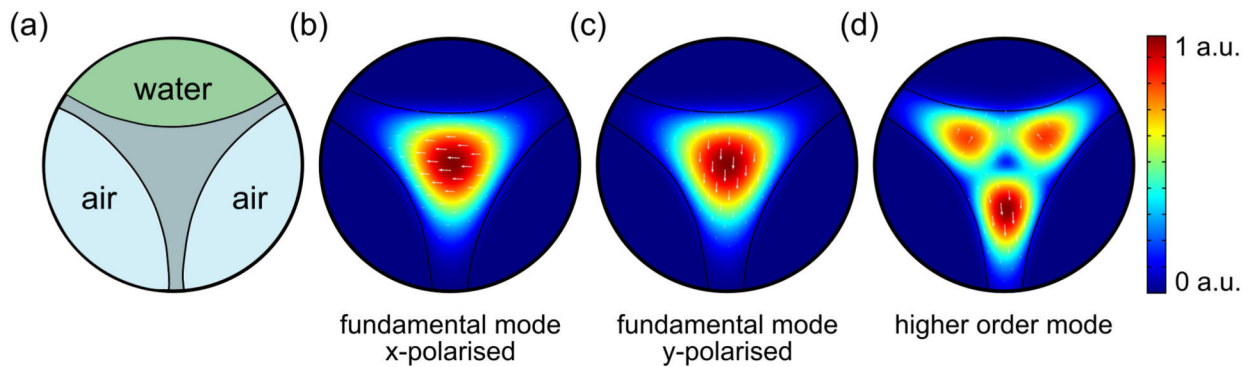 (a)
(b)
(c)
(d)
water
air
air
1 a.u.
0 a.u.
fundamental mode
x-polarised
fundamental mode
y-polarised
higher order mode